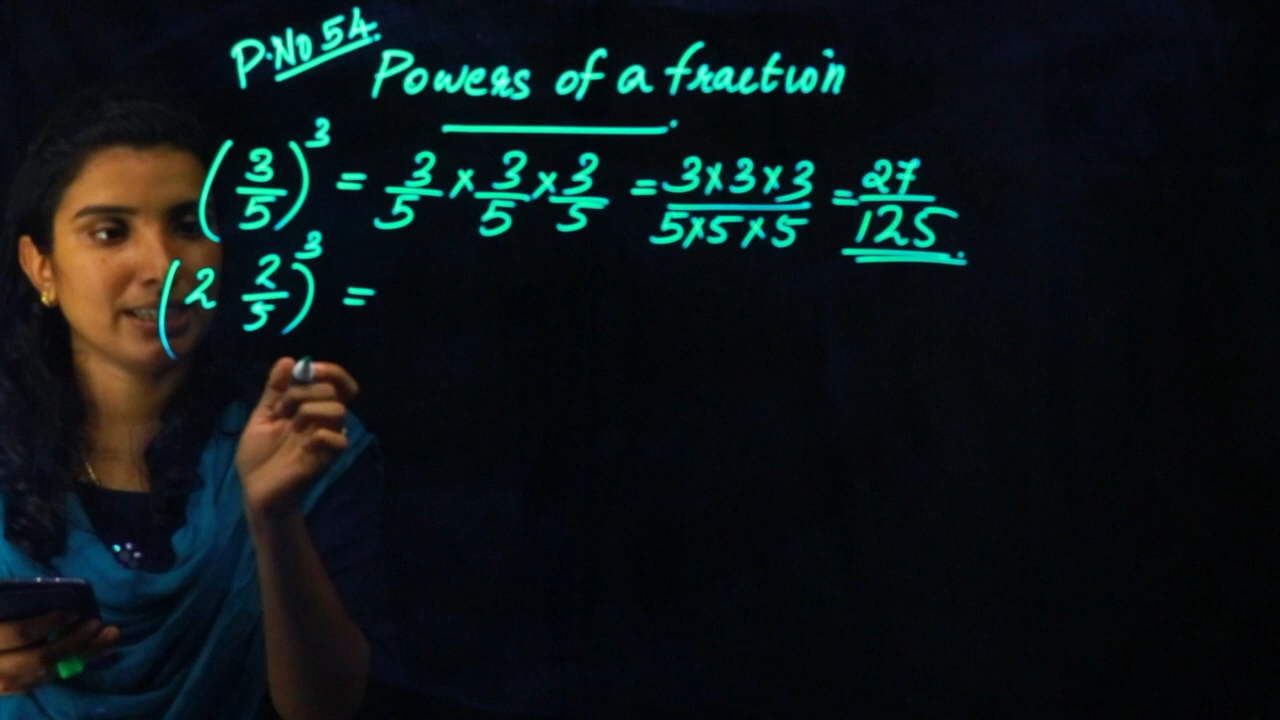 P.No 54.
Powers of a fraction
(3/5)^3 = 3/5 × 3/5 × 3/5 = 3×3×3/5×5×5 = 27/125.
(2 2/5)^3 =